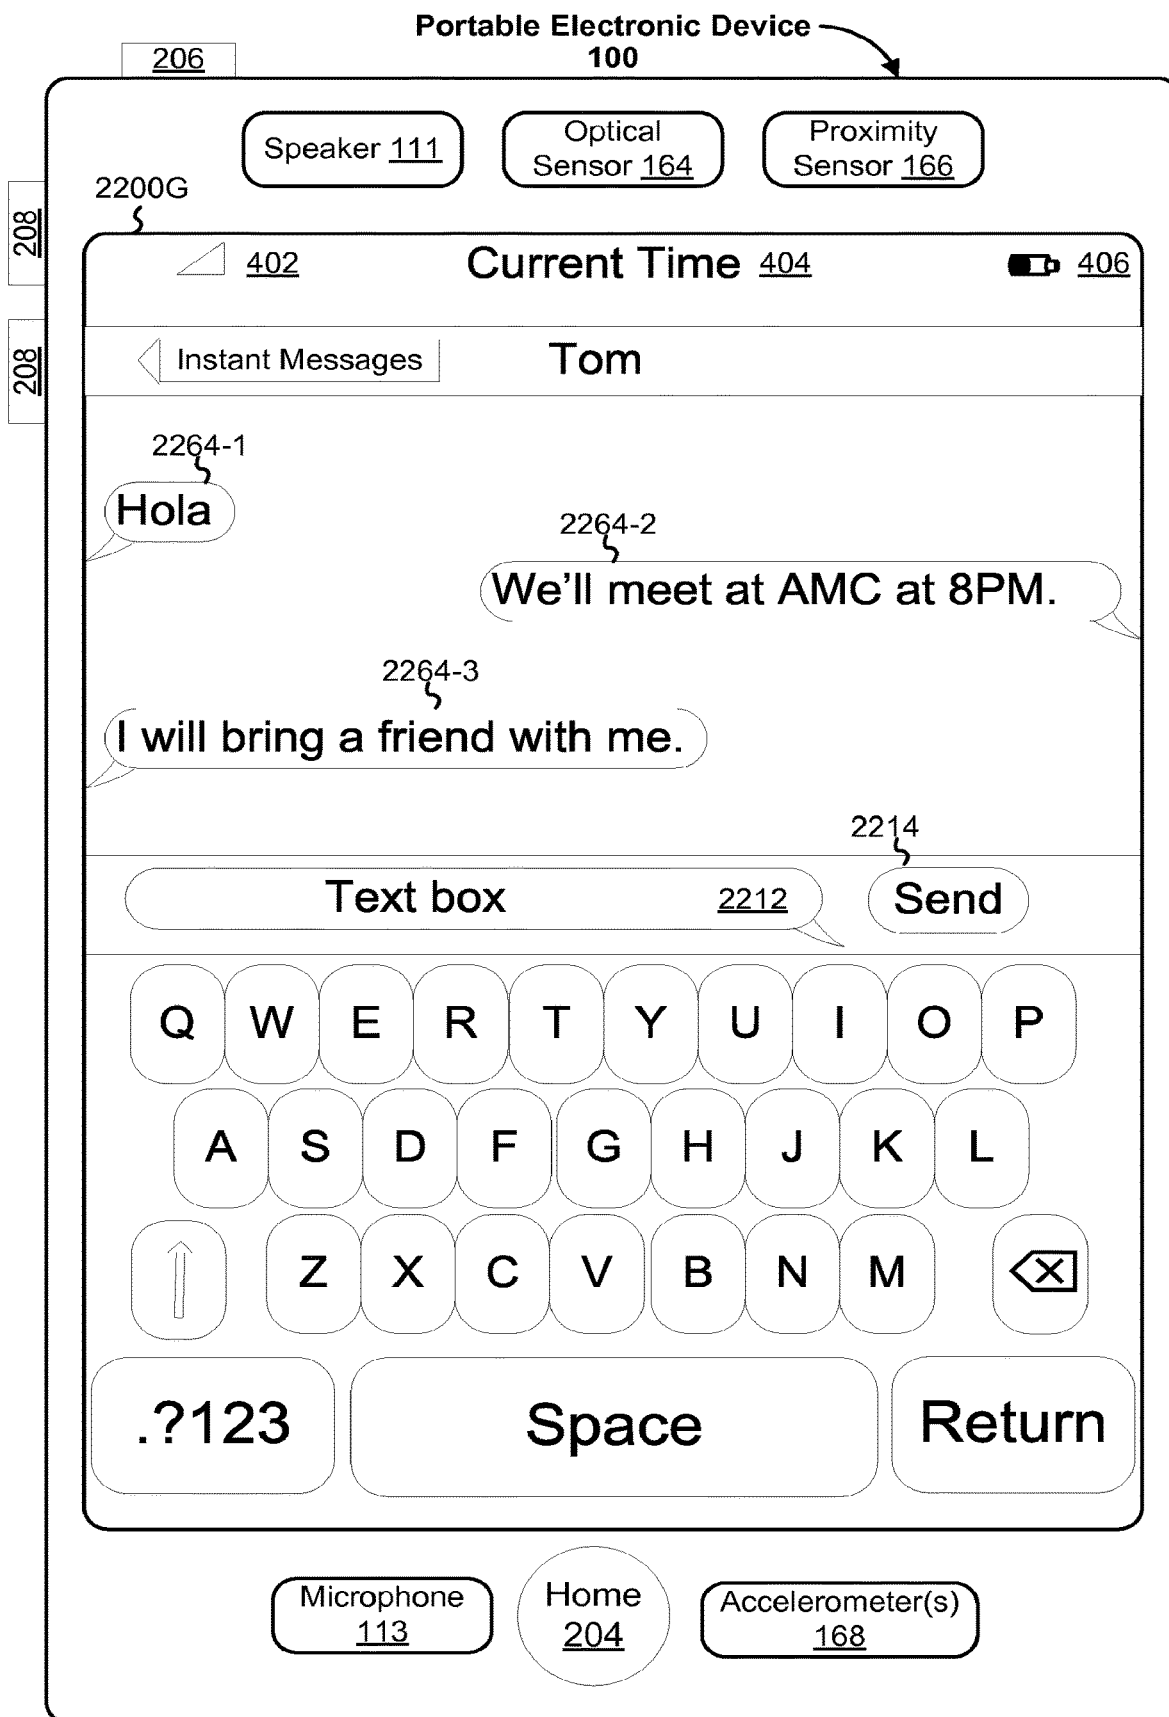 Portable Electronic Device
100
206
Speaker 111
Optical
Sensor 164
Proximity
Sensor 166
2200G
208
208
402
Current Time 404
406
Instant Messages
Tom
2264-1
Hola
2264-2
We'll meet at AMC at 8PM.
2264-3
I will bring a friend with me.
2214
Text box 2212
Send
Q W E R T Y U I O P
A S D F G H J K L
Z X C V B N M
.?123 Space Return
Microphone
113
Home
204
Accelerometer(s)
168